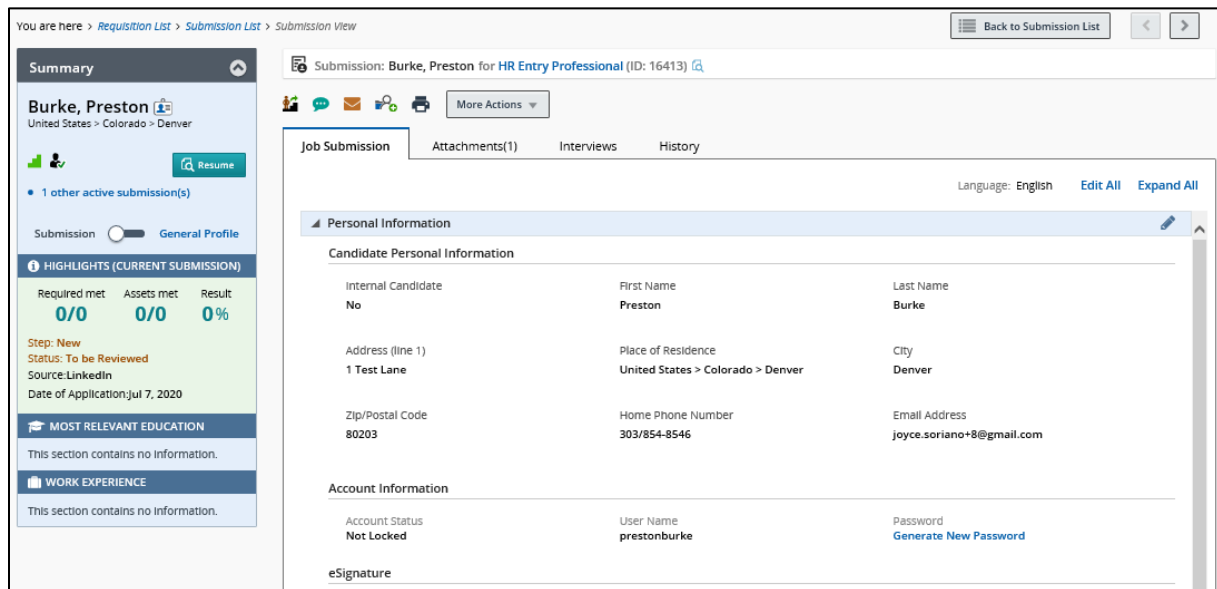 You are here > Requisition List > Submission List > Submission View
Back to Submission List
Summary
Burke, Preston
United States > Colorado > Denver
Resume
1 other active submission(s)
Submission General Profile
HIGHLIGHTS (CURRENT SUBMISSION)
Required met Assets met Result
0/0 0/0 0%
Step: New
Status: To be Reviewed
Source:LinkedIn
Date of Application:Jul 7, 2020
MOST RELEVANT EDUCATION
This section contains no information.
WORK EXPERIENCE
This section contains no information.
Submission: Burke, Preston for HR Entry Professional (ID: 16413)
More Actions
Job Submission Attachments(1) Interviews History
Language: English Edit All Expand All
Personal Information
Candidate Personal Information
Internal Candidate First Name Last Name
No Preston Burke
Address (line 1) Place of Residence City
1 Test Lane United States > Colorado > Denver Denver
Zip/Postal Code Home Phone Number Email Address
80203 303/854-8546 joyce.soriano+8@gmail.com
Account Information
Account Status User Name Password
Not Locked prestonburke Generate New Password
eSignature